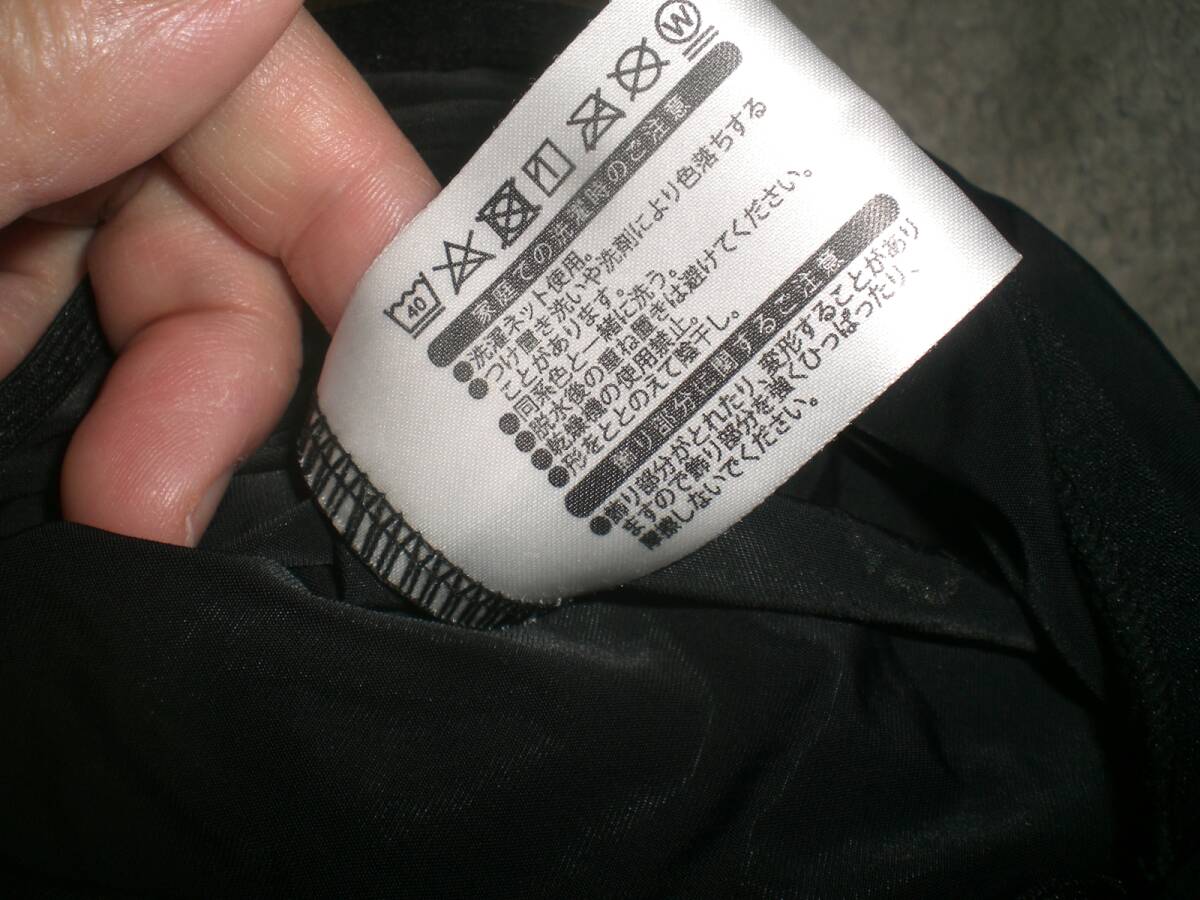 40 W
家庭での洗濯時のご注意
●洗濯ネット使用。
●つけ置き洗いや洗剤により色落ちする
ことがあります。
●同系色と一緒に洗う。
●脱水後の重ね置きは避けてください。
●乾燥機の使用禁止。
●形をととのえて陰干し。
飾り部分に関するご注意
●飾り部分がとれたり、変形することがあり
ますので飾り部分を強くひっぱったり、
摩擦しないでください。